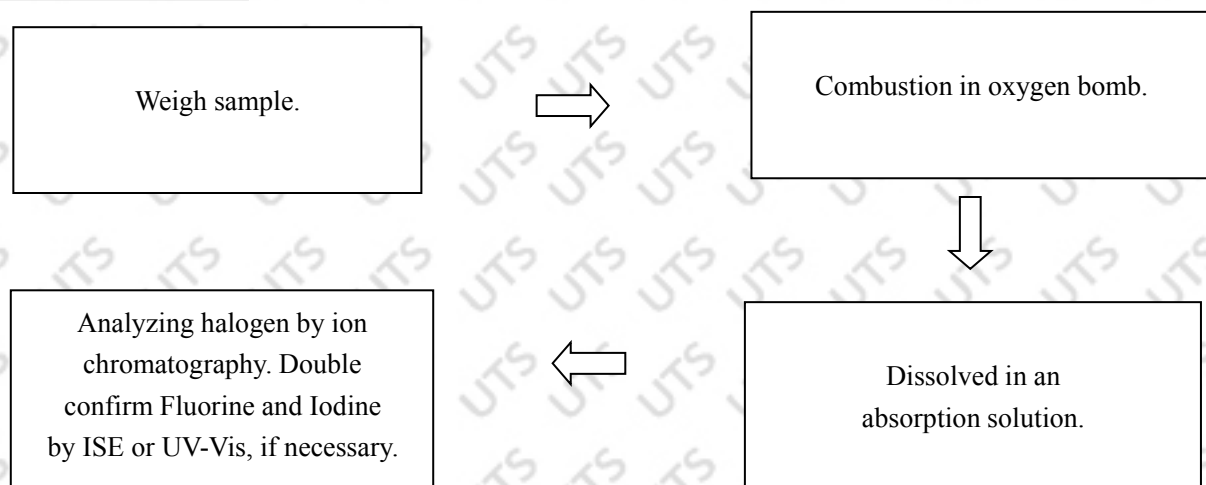 Weigh sample.
Combustion in oxygen bomb.
Dissolved in an
absorption solution.
Analyzing halogen by ion
chromatography. Double
confirm Fluorine and Iodine
by ISE or UV-Vis, if necessary.
UTS